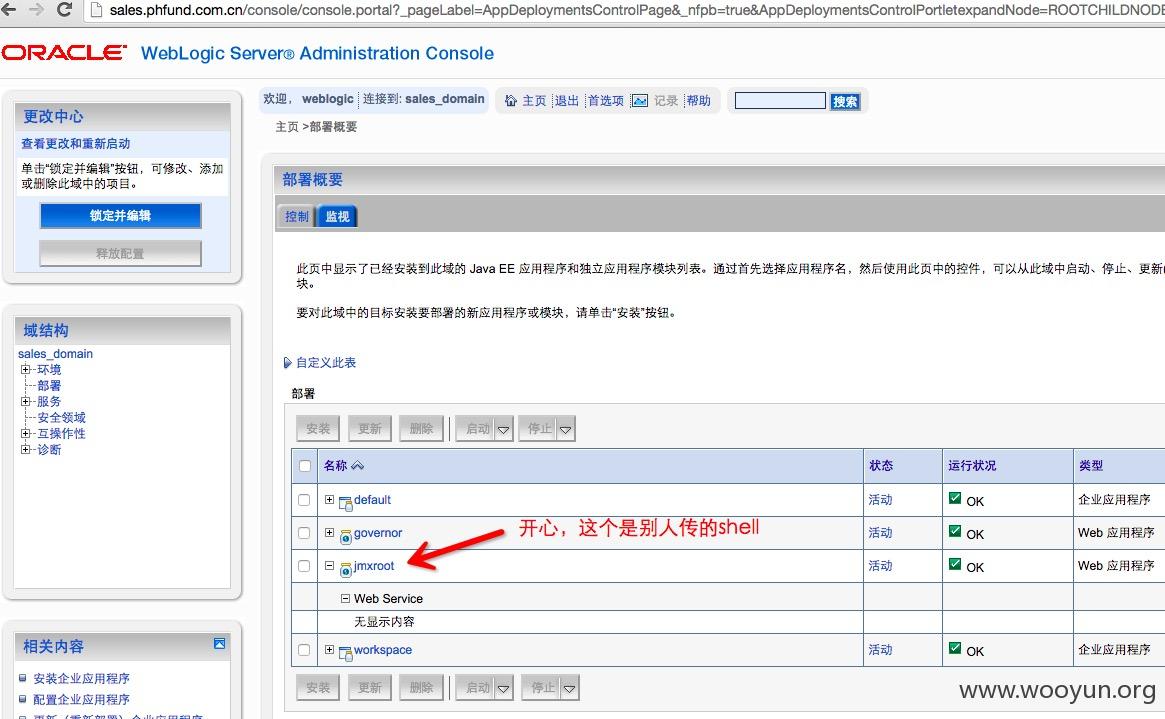 sales.phfund.com.cn/console/console.portal?_pageLabel=AppDeploymentsControlPage&_nfpb=true&AppDeploymentsControlPortletexpandNode=ROOTCHILDNODE
ORACLE WebLogic Server® Administration Console
欢迎， weblogic 连接到: sales_domain 主页 退出 首选项 记录 帮助 搜索
主页 >部署概要
更改中心
查看更改和重新启动
单击“锁定并编辑”按钮，可修改、添加
或删除此域中的项目。
锁定并编辑
释放配置
域结构
sales_domain
环境
部署
服务
安全领域
互操作性
诊断
相关内容
安装企业应用程序
配置企业应用程序
更新（重新部署）企业应用程序
部署概要
控制 监视
此页中显示了已经安装到此域的 Java EE 应用程序和独立应用程序模块列表。通过首先选择应用程序名，然后使用此页中的控件，可以从此域中启动、停止、更新
块。
要对此域中的目标安装要部署的新应用程序或模块，请单击“安装”按钮。
自定义此表
部署
安装 更新 删除 启动 停止
名称 状态 运行状况 类型
default 活动 OK 企业应用程序
开心，这个是别人传的shell
governor 活动 OK Web 应用程序
jmxroot 活动 OK Web 应用程序
Web Service
无显示内容
workspace 活动 OK 企业应用程序
安装 更新 删除 启动 停止
www.wooyun.org